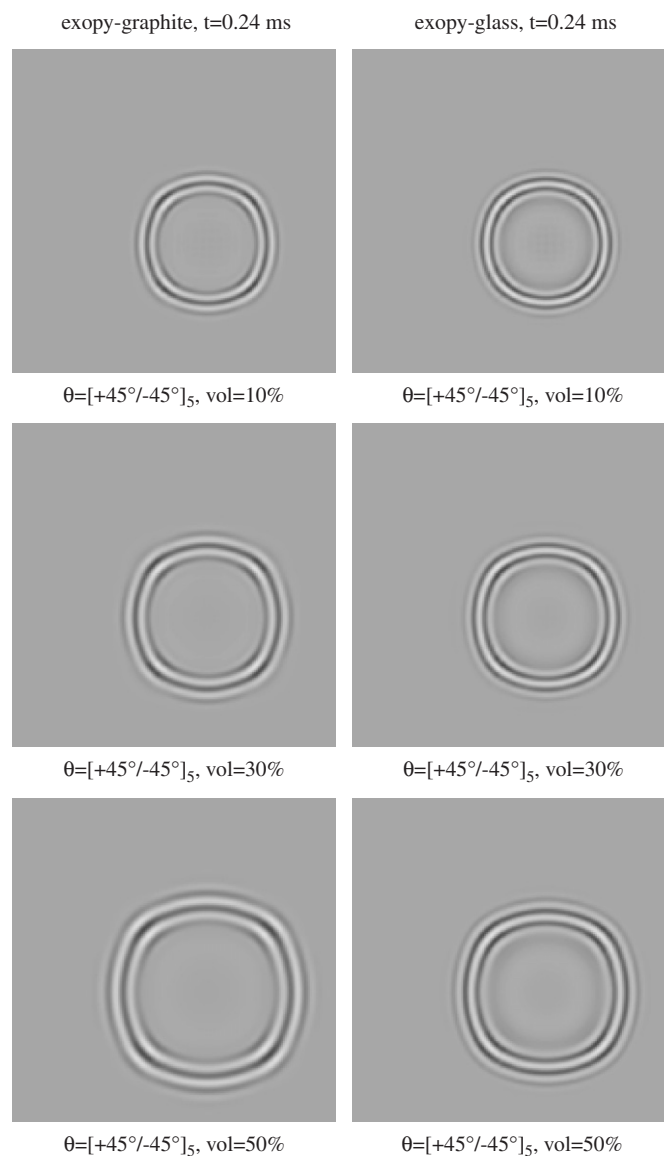 exopy-graphite, t=0.24 ms
exopy-glass, t=0.24 ms
θ=[+45°/-45°]5, vol=10%
θ=[+45°/-45°]5, vol=10%
θ=[+45°/-45°]5, vol=30%
θ=[+45°/-45°]5, vol=30%
θ=[+45°/-45°]5, vol=50%
θ=[+45°/-45°]5, vol=50%